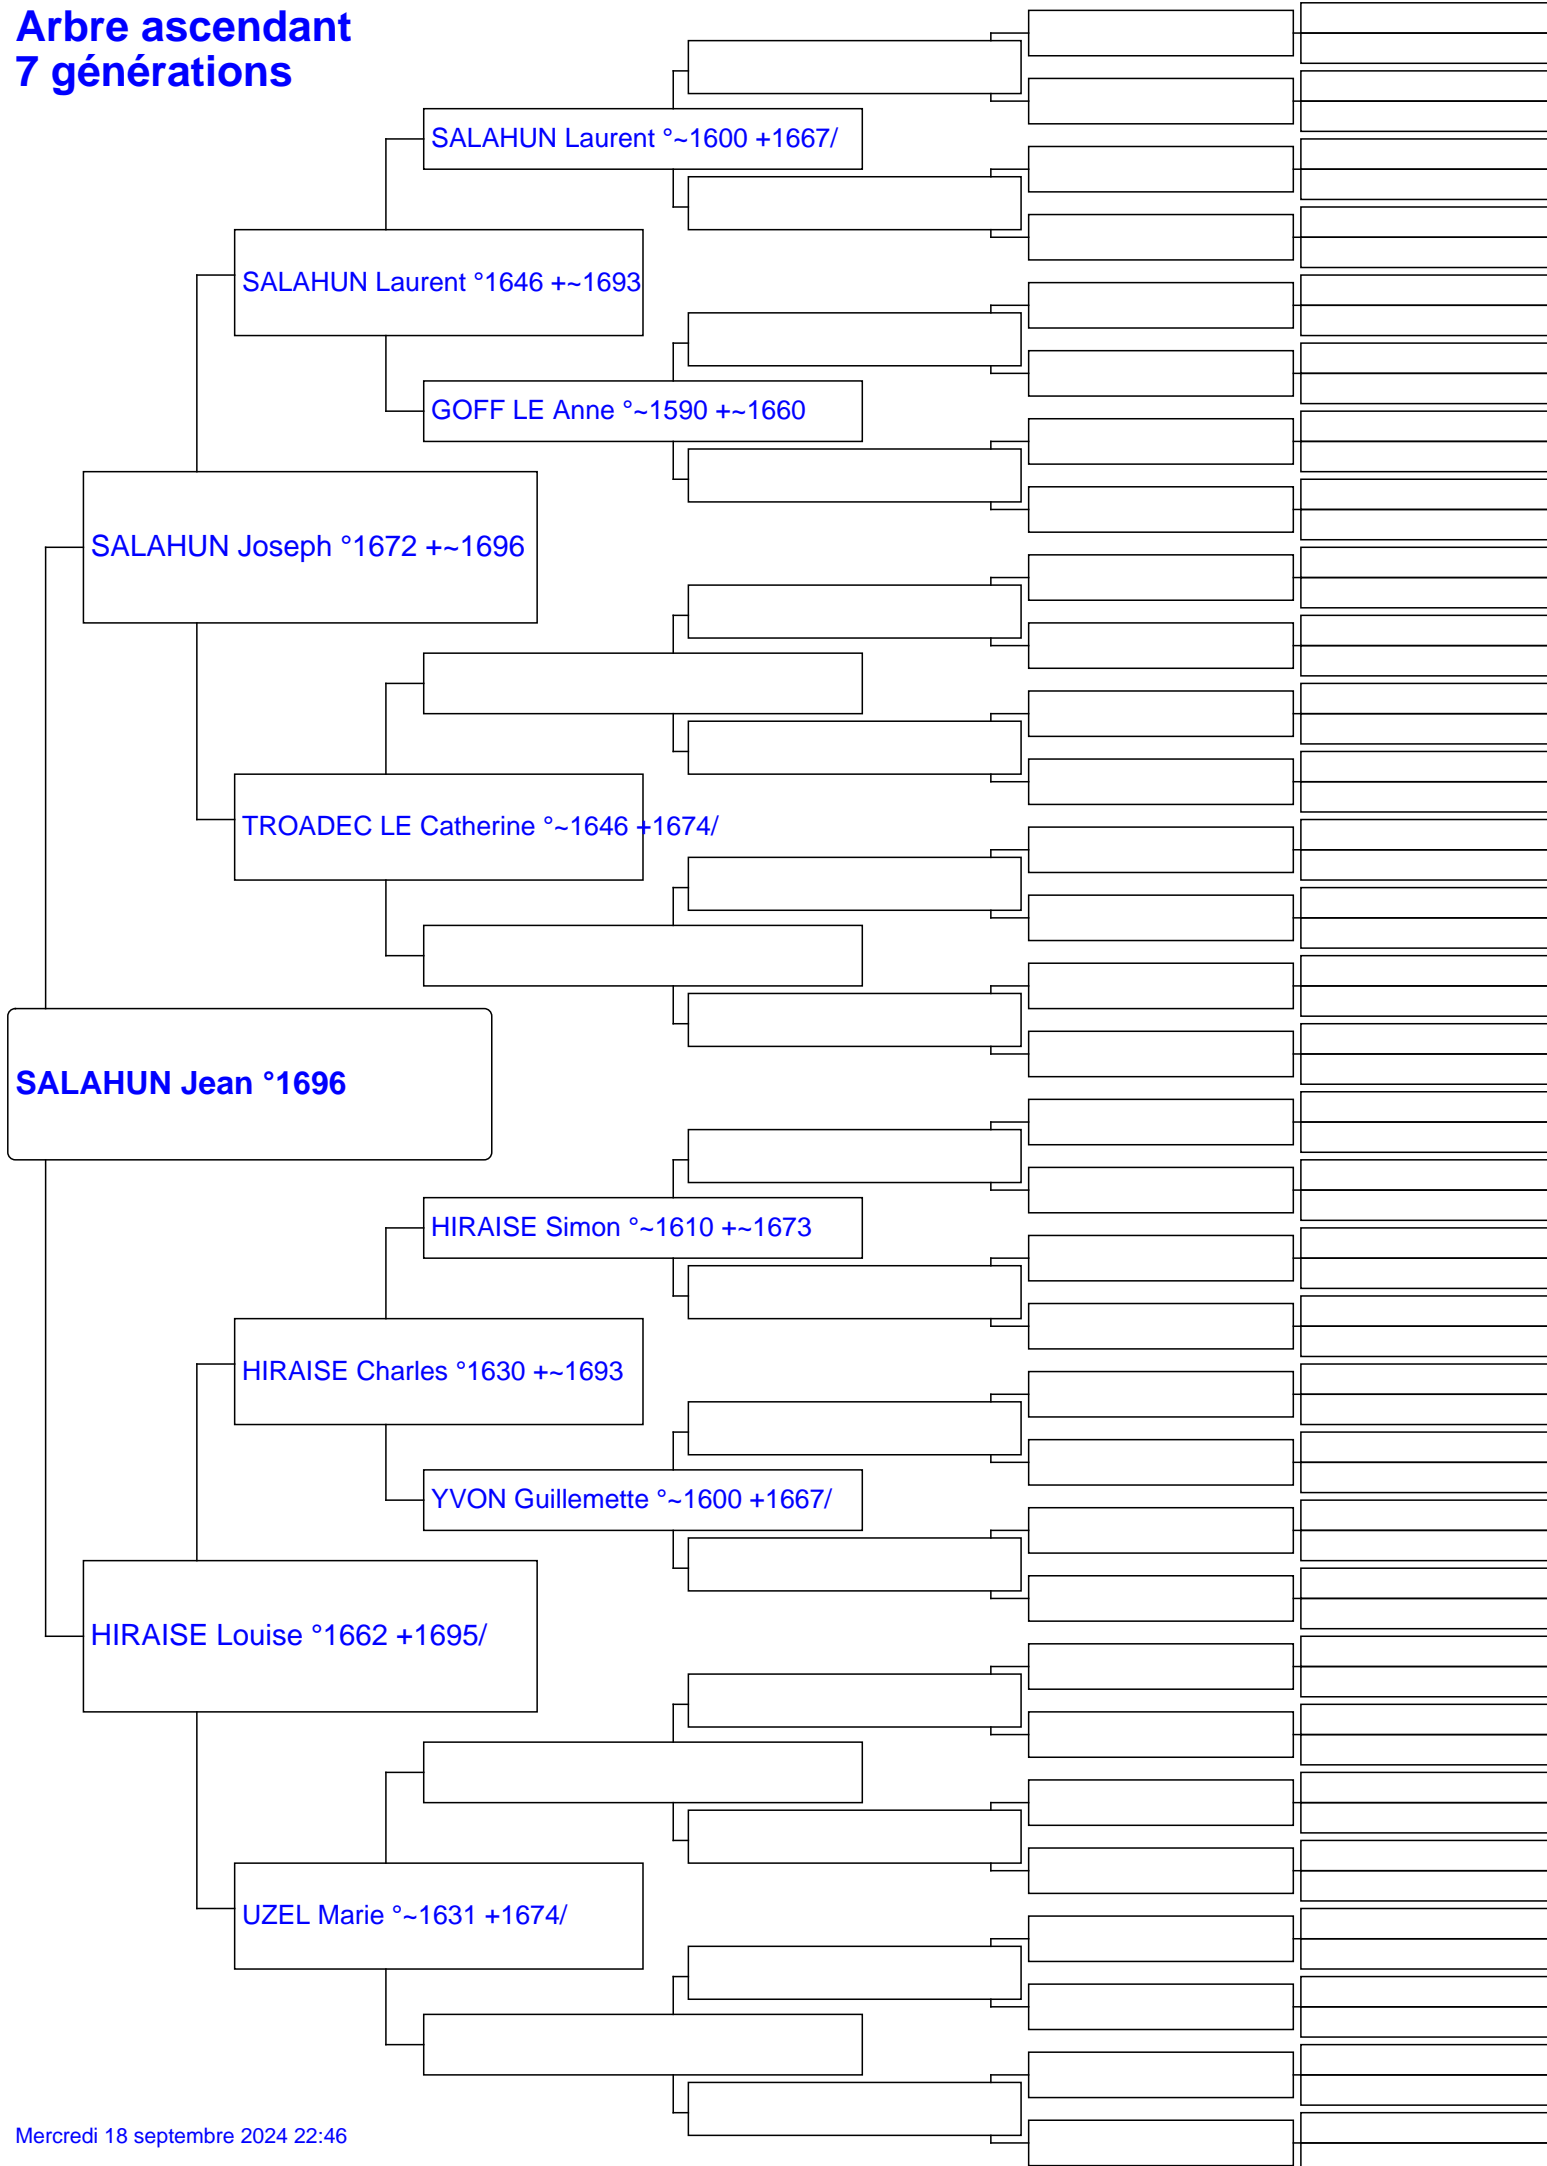 Arbre ascendant
7 générations
SALAHUN Laurent °~1600 +1667/
SALAHUN Laurent °1646 +~1693
GOFF LE Anne °~1590 +~1660
SALAHUN Joseph °1672 +~1696
TROADEC LE Catherine °~1646 +1674/
SALAHUN Jean °1696
HIRAISE Simon °~1610 +~1673
HIRAISE Charles °1630 +~1693
YVON Guillemette °~1600 +1667/
HIRAISE Louise °1662 +1695/
UZEL Marie °~1631 +1674/
Mercredi 18 septembre 2024 22:46